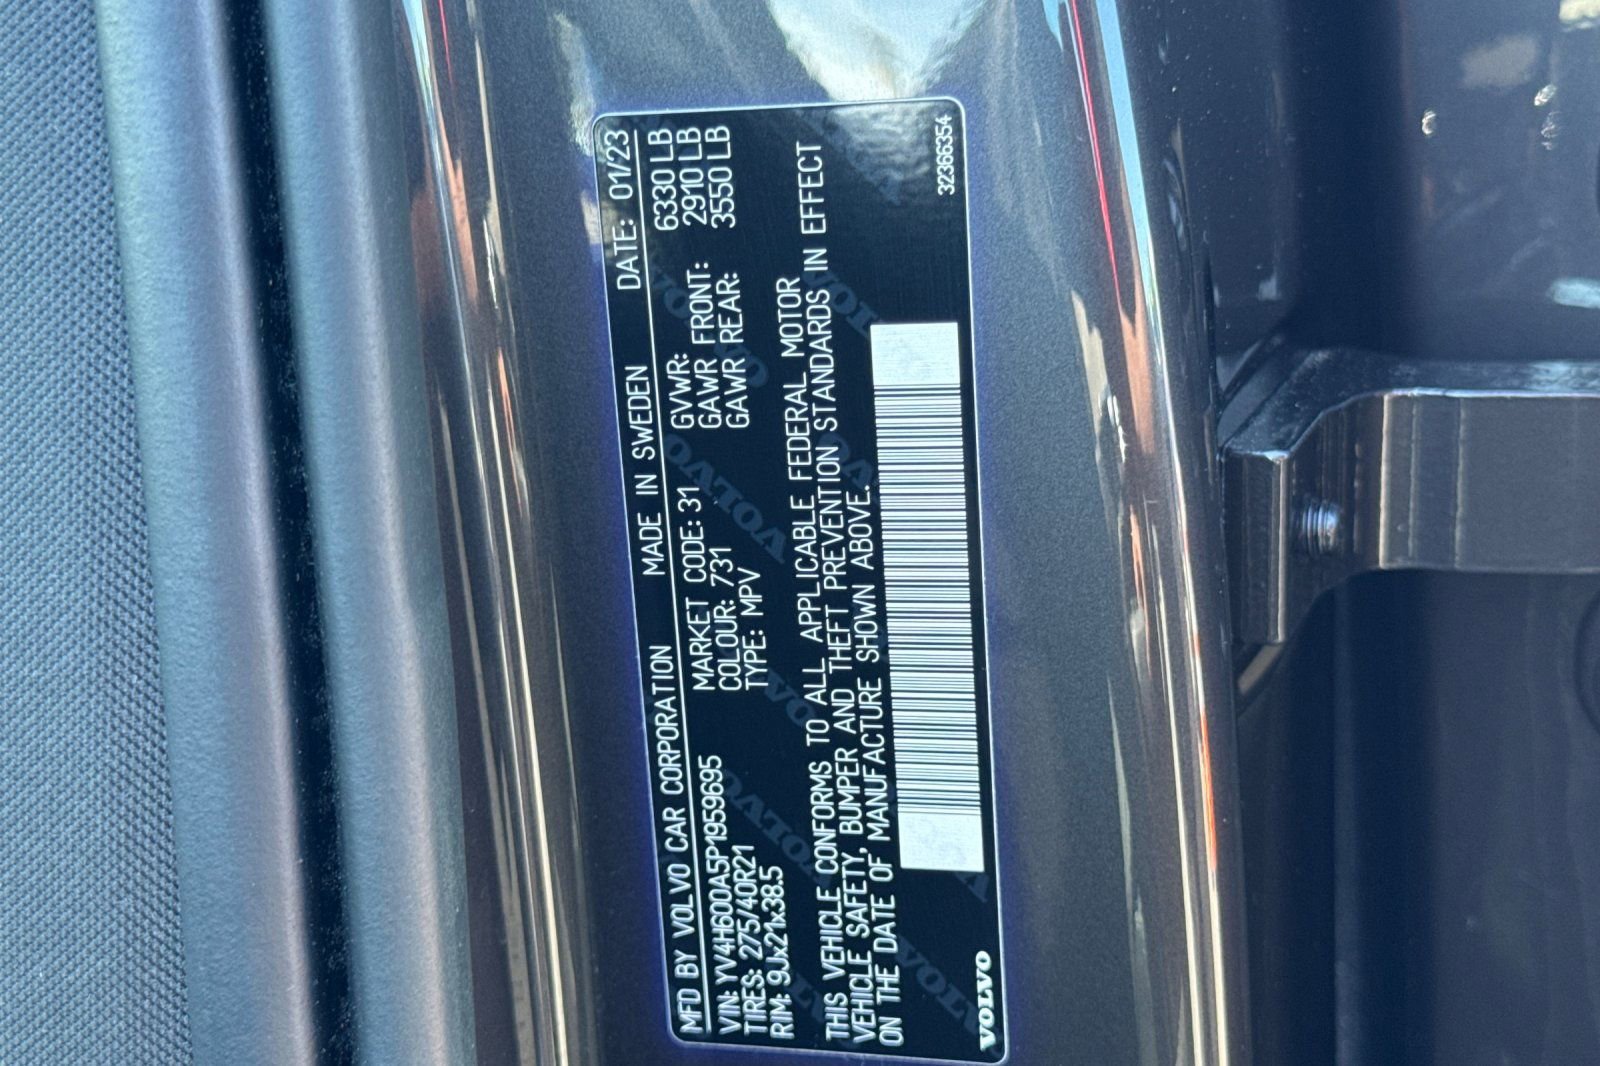 MFD BY VOLVO CAR CORPORATION MADE IN SWEDEN DATE: 01/23
VIN: YV4H600A5P1959695 MARKET CODE: 31 GVWR: 6330 LB
TIRES: 275/40R21 COLOUR: 731 GAWR FRONT: 2910 LB
RIM: 9Jx21x38.5 TYPE: MPV GAWR REAR: 3550 LB
THIS VEHICLE CONFORMS TO ALL APPLICABLE FEDERAL MOTOR
VEHICLE SAFETY, BUMPER AND THEFT PREVENTION STANDARDS IN EFFECT
ON THE DATE OF MANUFACTURE SHOWN ABOVE.
VOLVO 32366354